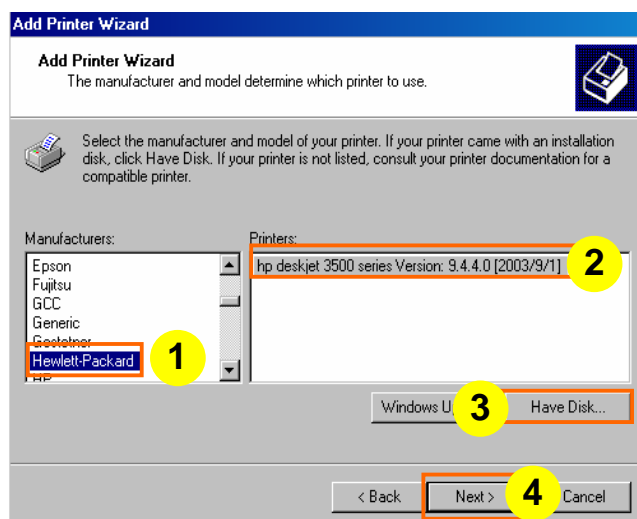 Add Printer Wizard
Add Printer Wizard
The manufacturer and model determine which printer to use.
Select the manufacturer and model of your printer. If your printer came with an installation
disk, click Have Disk. If your printer is not listed, consult your printer documentation for a
compatible printer.
Manufacturers:
Printers:
Epson
Fujitsu
GCC
Generic
Gestetner
Hewlett-Packard
HP
1
hp deskjet 3500 series Version: 9.4.4.0 [2003/9/1]
2
Windows U
3
Have Disk...
< Back
Next >
4
Cancel